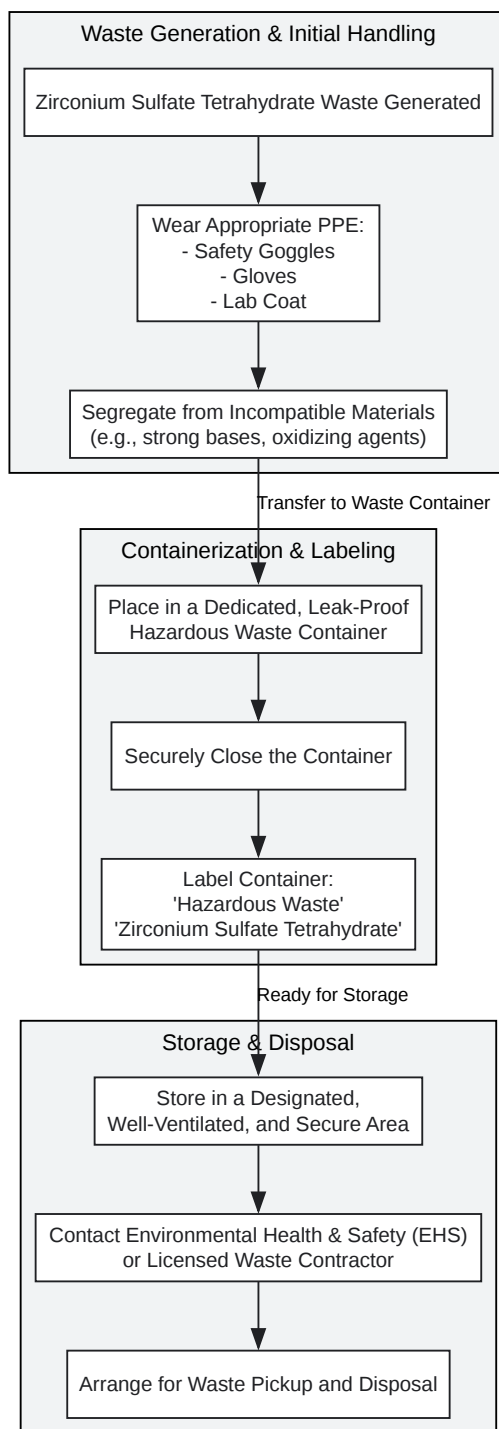 Waste Generation & Initial Handling
Zirconium Sulfate Tetrahydrate Waste Generated
Wear Appropriate PPE:
- Safety Goggles
- Gloves
- Lab Coat
Segregate from Incompatible Materials
(e.g., strong bases, oxidizing agents)
Transfer to Waste Container
Containerization & Labeling
Place in a Dedicated, Leak-Proof
Hazardous Waste Container
Securely Close the Container
Label Container:
'Hazardous Waste'
'Zirconium Sulfate Tetrahydrate'
Ready for Storage
Storage & Disposal
Store in a Designated,
Well-Ventilated, and Secure Area
Contact Environmental Health & Safety (EHS)
or Licensed Waste Contractor
Arrange for Waste Pickup and Disposal